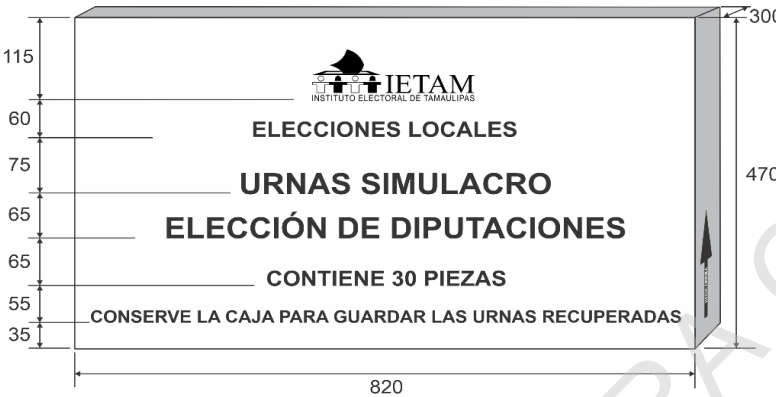 300
115
IETAM
INSTITUTO ELECTORAL DE TAMAULIPAS
60
ELECCIONES LOCALES
75
470
URNAS SIMULACRO
65
ELECCIÓN DE DIPUTACIONES
65
CONTIENE 30 PIEZAS
55
CONSERVE LA CAJA PARA GUARDAR LAS URNAS RECUPERADAS
35
820